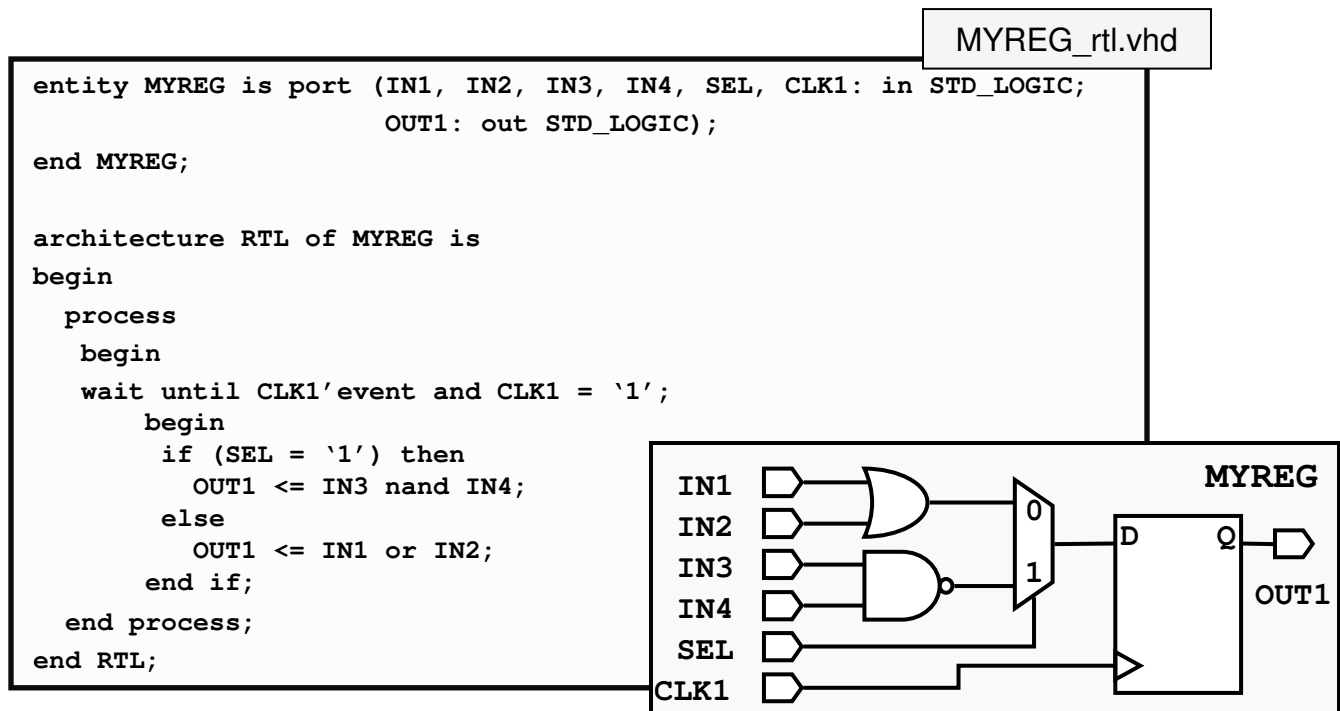 MYREG_rtl.vhd
entity MYREG is port (IN1, IN2, IN3, IN4, SEL, CLK1: in STD_LOGIC;
OUT1: out STD_LOGIC);
end MYREG;
architecture RTL of MYREG is
begin
process
begin
wait until CLK1’event and CLK1 = ‘1’;
begin
if (SEL = ‘1’) then
OUT1 <= IN3 nand IN4;
else
OUT1 <= IN1 or IN2;
end if;
end process;
end RTL;
MYREG
IN1
IN2
IN3
IN4
SEL
CLK1
0
1
D
Q
OUT1